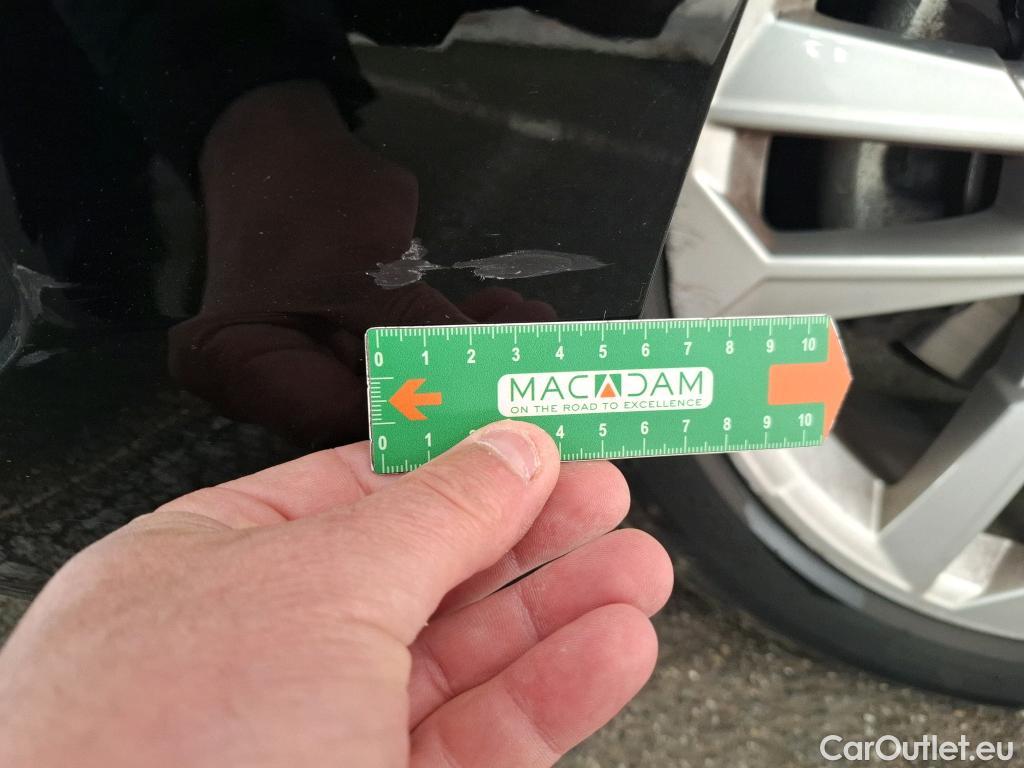 0 1 2 3 4 5 6 7 8 9 10
MACADAM
ON THE ROAD TO EXCELLENCE
0 1 4 5 6 7 8 9 10
CarOutlet.eu